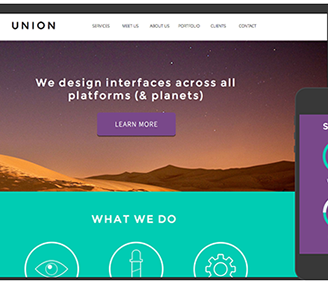 UNION
SERVICES MEET US ABOUT US PORTFOLIO CLIENTS CONTACT
We design interfaces across all
platforms (& planets)
LEARN MORE
WHAT WE DO